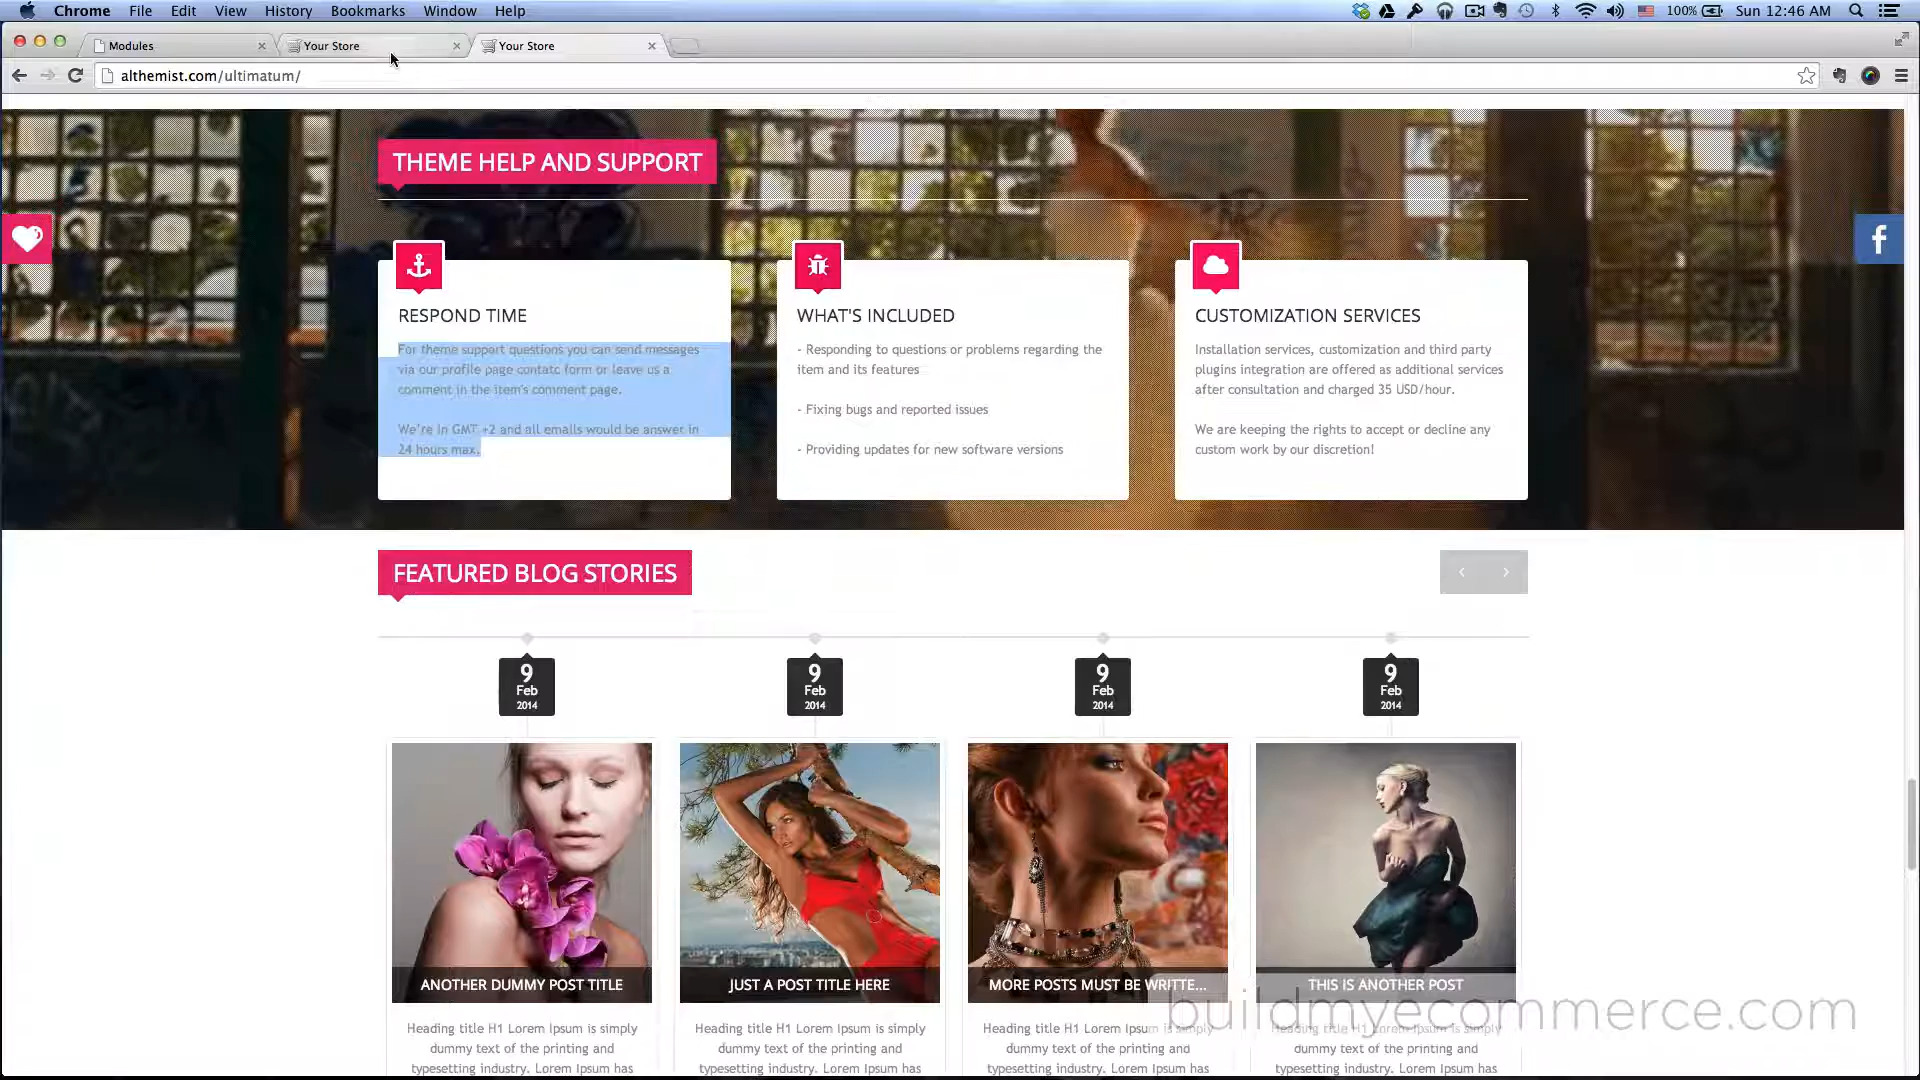 Chrome File Edit View History Bookmarks Window Help
100% Sun 12:46 AM
Modules
Your Store
Your Store
althemist.com/ultimatum/
THEME HELP AND SUPPORT
RESPOND TIME
For theme support questions you can send messages
via our profile page contatc form or leave us a
comment in the item's comment page.
We're in GMT +2 and all emails would be answer in
24 hours max.
WHAT'S INCLUDED
- Responding to questions or problems regarding the
item and its features
- Fixing bugs and reported issues
- Providing updates for new software versions
CUSTOMIZATION SERVICES
Installation services, customization and third party
plugins integration are offered as additional services
after consultation and charged 35 USD/hour.
We are keeping the rights to accept or decline any
custom work by our discretion!
FEATURED BLOG STORIES
9
Feb
2014
9
Feb
2014
9
Feb
2014
9
Feb
2014
ANOTHER DUMMY POST TITLE
Heading title H1 Lorem Ipsum is simply
dummy text of the printing and
typesetting industry. Lorem Ipsum has
JUST A POST TITLE HERE
Heading title H1 Lorem Ipsum is simply
dummy text of the printing and
typesetting industry. Lorem Ipsum has
MORE POSTS MUST BE WRITTE...
Heading title H1 Lorem Ipsum is simply
dummy text of the printing and
typesetting industry. Lorem Ipsum has
THIS IS ANOTHER POST
Heading title H1 Lorem Ipsum is simply
dummy text of the printing and
typesetting industry. Lorem Ipsum has
buildmyecommerce.com